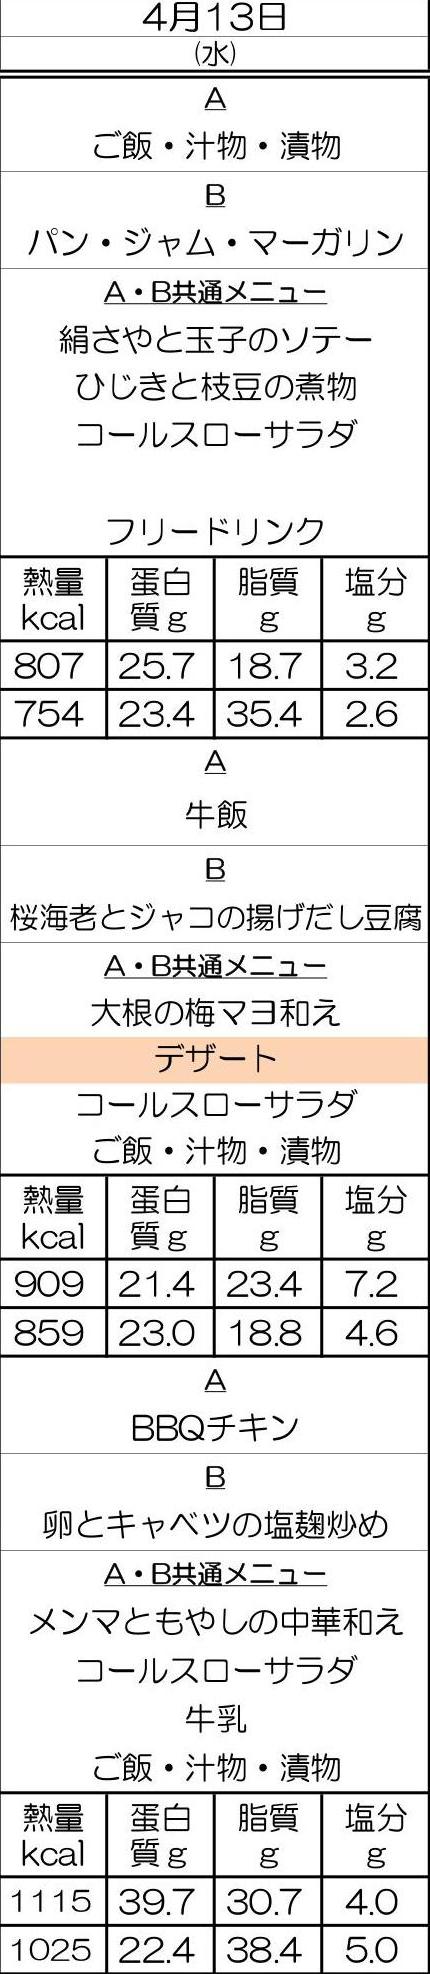 4月13日
(水)
A
ご飯・汁物・漬物
B
パン・ジャム・マーガリン
A・B共通メニュー
絹さやと玉子のソテー
ひじきと枝豆の煮物
コールスローサラダ
フリードリンク
熱量 蛋白 脂質 塩分
kcal 質g g g
807 25.7 18.7 3.2
754 23.4 35.4 2.6
A
牛飯
B
桜海老とジャコの揚げだし豆腐
A・B共通メニュー
大根の梅マヨ和え
デザート
コールスローサラダ
ご飯・汁物・漬物
熱量 蛋白 脂質 塩分
kcal 質g g g
909 21.4 23.4 7.2
859 23.0 18.8 4.6
A
BBQチキン
B
卵とキャベツの塩麹炒め
A・B共通メニュー
メンマともやしの中華和え
コールスローサラダ
牛乳
ご飯・汁物・漬物
熱量 蛋白 脂質 塩分
kcal 質g g g
1115 39.7 30.7 4.0
1025 22.4 38.4 5.0